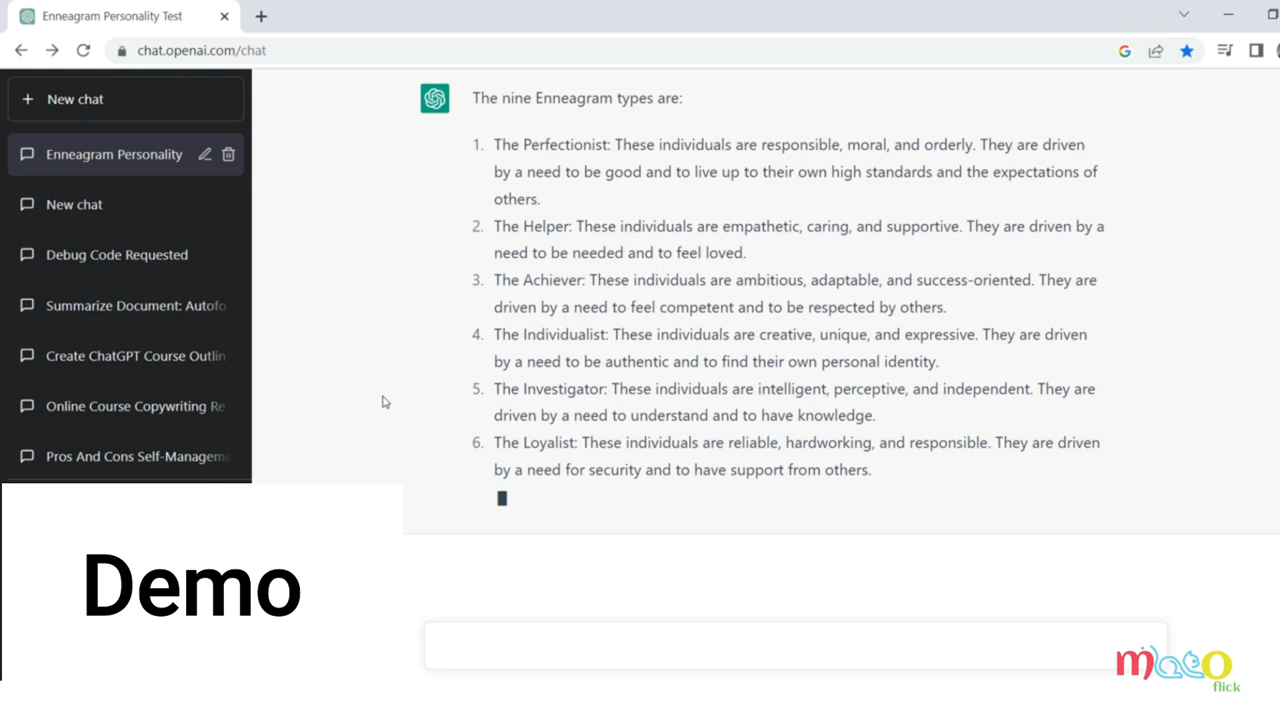 Enneagram Personality Test
chat.openai.com/chat
New chat
Enneagram Personality
New chat
Debug Code Requested
Summarize Document: Autofo
Create ChatGPT Course Outlin
Online Course Copywriting Re
Pros And Cons Self-Managem
The nine Enneagram types are:
1. The Perfectionist: These individuals are responsible, moral, and orderly. They are driven
by a need to be good and to live up to their own high standards and the expectations of
others.
2. The Helper: These individuals are empathetic, caring, and supportive. They are driven by a
need to be needed and to feel loved.
3. The Achiever: These individuals are ambitious, adaptable, and success-oriented. They are
driven by a need to feel competent and to be respected by others.
4. The Individualist: These individuals are creative, unique, and expressive. They are driven
by a need to be authentic and to find their own personal identity.
5. The Investigator: These individuals are intelligent, perceptive, and independent. They are
driven by a need to understand and to have knowledge.
6. The Loyalist: These individuals are reliable, hardworking, and responsible. They are driven
by a need for security and to have support from others.
Demo
flick